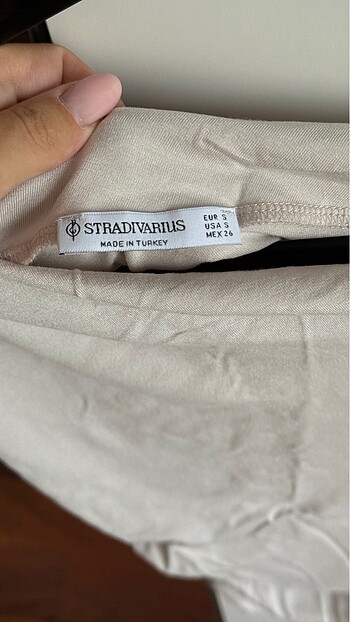 STRADIVARIUS
MADE IN TURKEY
EUR S
USA S
MEX 26